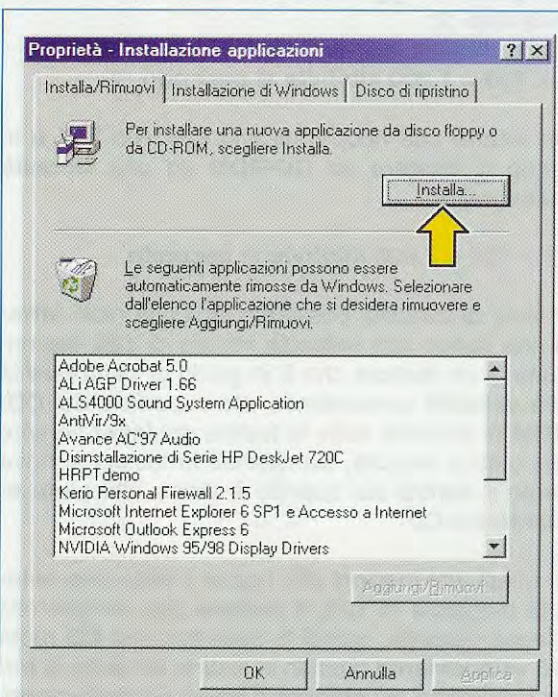 Proprietà - Installazione applicazioni
Installa/Rimuovi
Installazione di Windows
Disco di ripristino
Per installare una nuova applicazione da disco floppy o
da CD-ROM, scegliere Installa.
Installa...
Le seguenti applicazioni possono essere
automaticamente rimosse da Windows. Selezionare
dall'elenco l'applicazione che si desidera rimuovere e
scegliere Aggiungi/Rimuovi.
Adobe Acrobat 5.0
ALi AGP Driver 1.66
ALS4000 Sound System Application
AntiVir/9x
Avance AC'97 Audio
Disinstallazione di Serie HP DeskJet 720C
HRPTdemo
Kerio Personal Firewall 2.1.5
Microsoft Internet Explorer 6 SP1 e Accesso a Internet
Microsoft Outlook Express 6
NVIDIA Windows 95/98 Display Drivers
Aggiungi/Rimuovi...
OK
Annulla
Applica